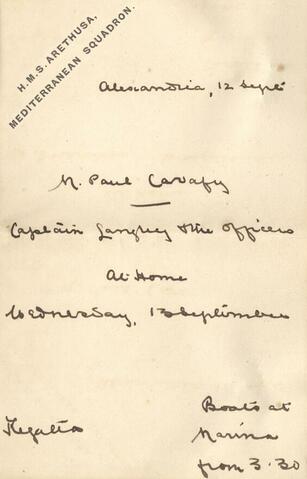 H.M.S. ARETHUSA,
MEDITERRANEAN SQUADRON.
Alexandria, 12 Sept
M. Paul Cavafy
Captain Langley & the Officers
At Home
Wednesday, 13 September
Regatta
Boats at
Marina
from 3.30